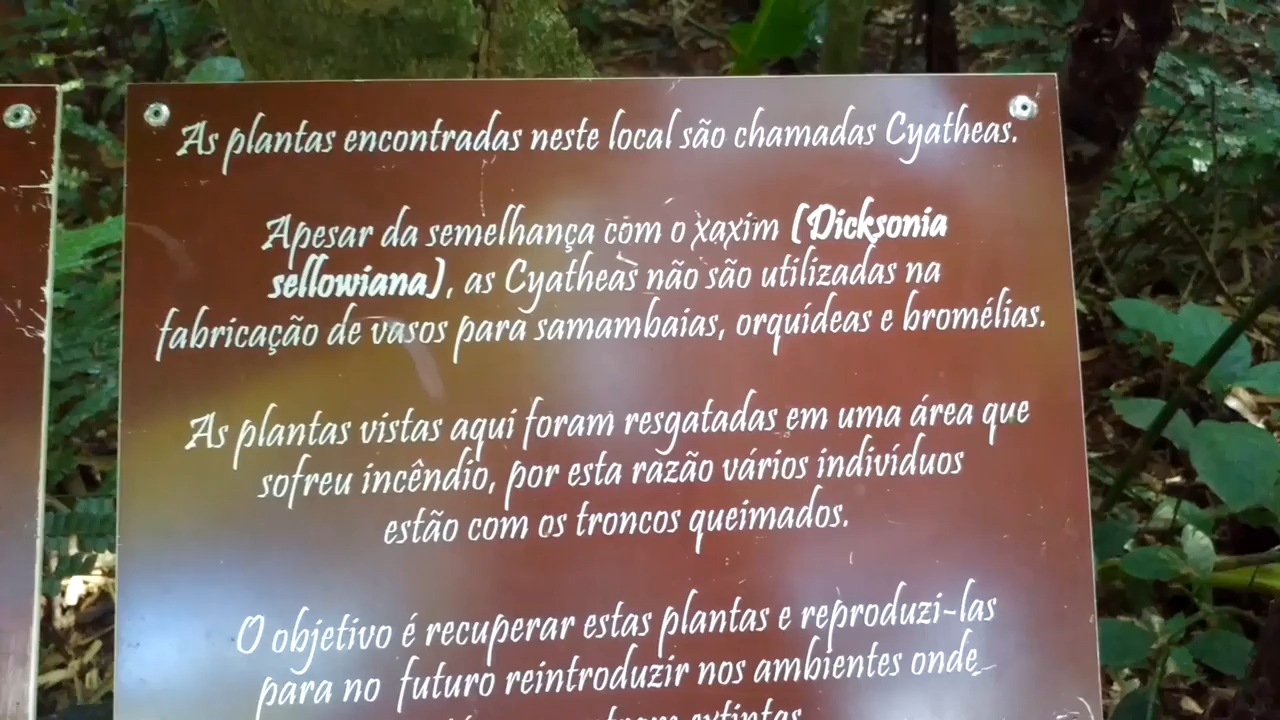 As plantas encontradas neste local são chamadas Cyatheas.
Apesar da semelhança com o xaxim (Dicksonia
sellowiana), as Cyatheas não são utilizadas na
fabricação de vasos para samambaias, orquídeas e bromélias.
As plantas vistas aqui foram resgatadas em uma área que
sofreu incêndio, por esta razão vários indivíduos
estão com os troncos queimados.
O objetivo é recuperar estas plantas e reproduzi-las
para no futuro reintroduzir nos ambientes onde
extintas